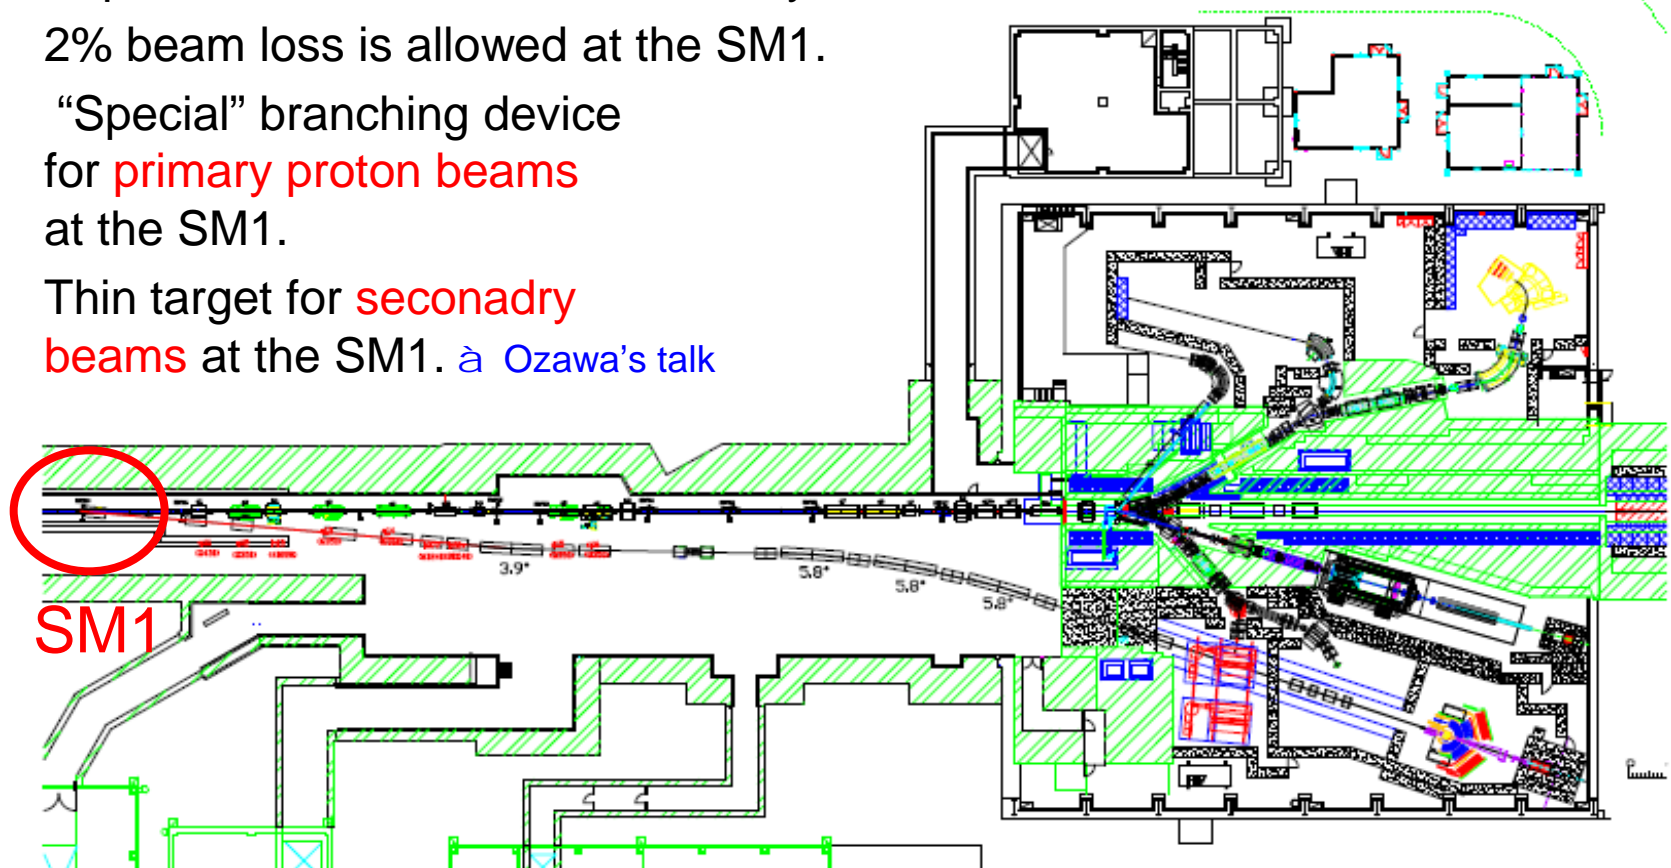 2% beam loss is allowed at the SM1.
“Special” branching device
for primary proton beams
at the SM1.
Thin target for seconadry
beams at the SM1. à Ozawa’s talk
3.9°
5.8°
5.8°
5.8°
SM1